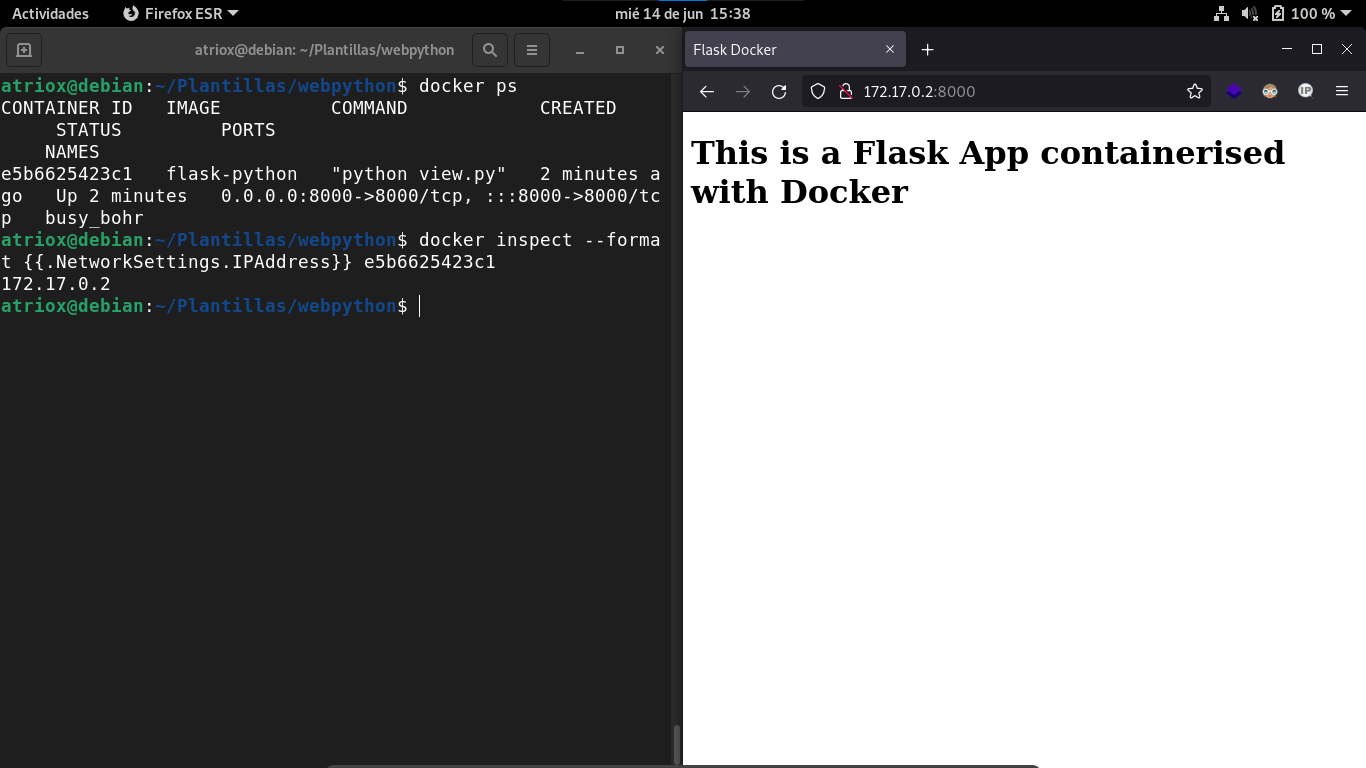 Actividades
Firefox ESR
mié 14 de jun 15:38
100 %
atriox@debian: ~/Plantillas/webpython
atriox@debian:~/Plantillas/webpython$ docker ps
CONTAINER ID   IMAGE          COMMAND            CREATED
     STATUS         PORTS
    NAMES
e5b6625423c1   flask-python   "python view.py"   2 minutes a
go   Up 2 minutes   0.0.0.0:8000->8000/tcp, :::8000->8000/tc
p   busy_bohr
atriox@debian:~/Plantillas/webpython$ docker inspect --forma
t {{.NetworkSettings.IPAddress}} e5b6625423c1
172.17.0.2
atriox@debian:~/Plantillas/webpython$
Flask Docker
172.17.0.2:8000
IP
This is a Flask App containerised
with Docker